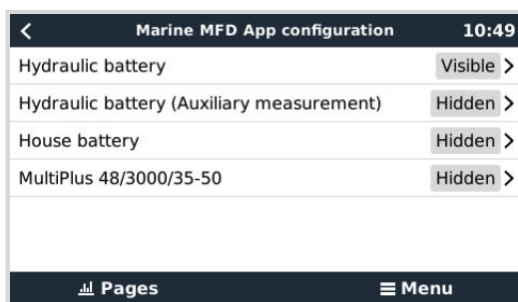 Marine MFD App configuration 10:49
Hydraulic battery Visible
Hydraulic battery (Auxiliary measurement) Hidden
House battery Hidden
MultiPlus 48/3000/35-50 Hidden
Pages Menu